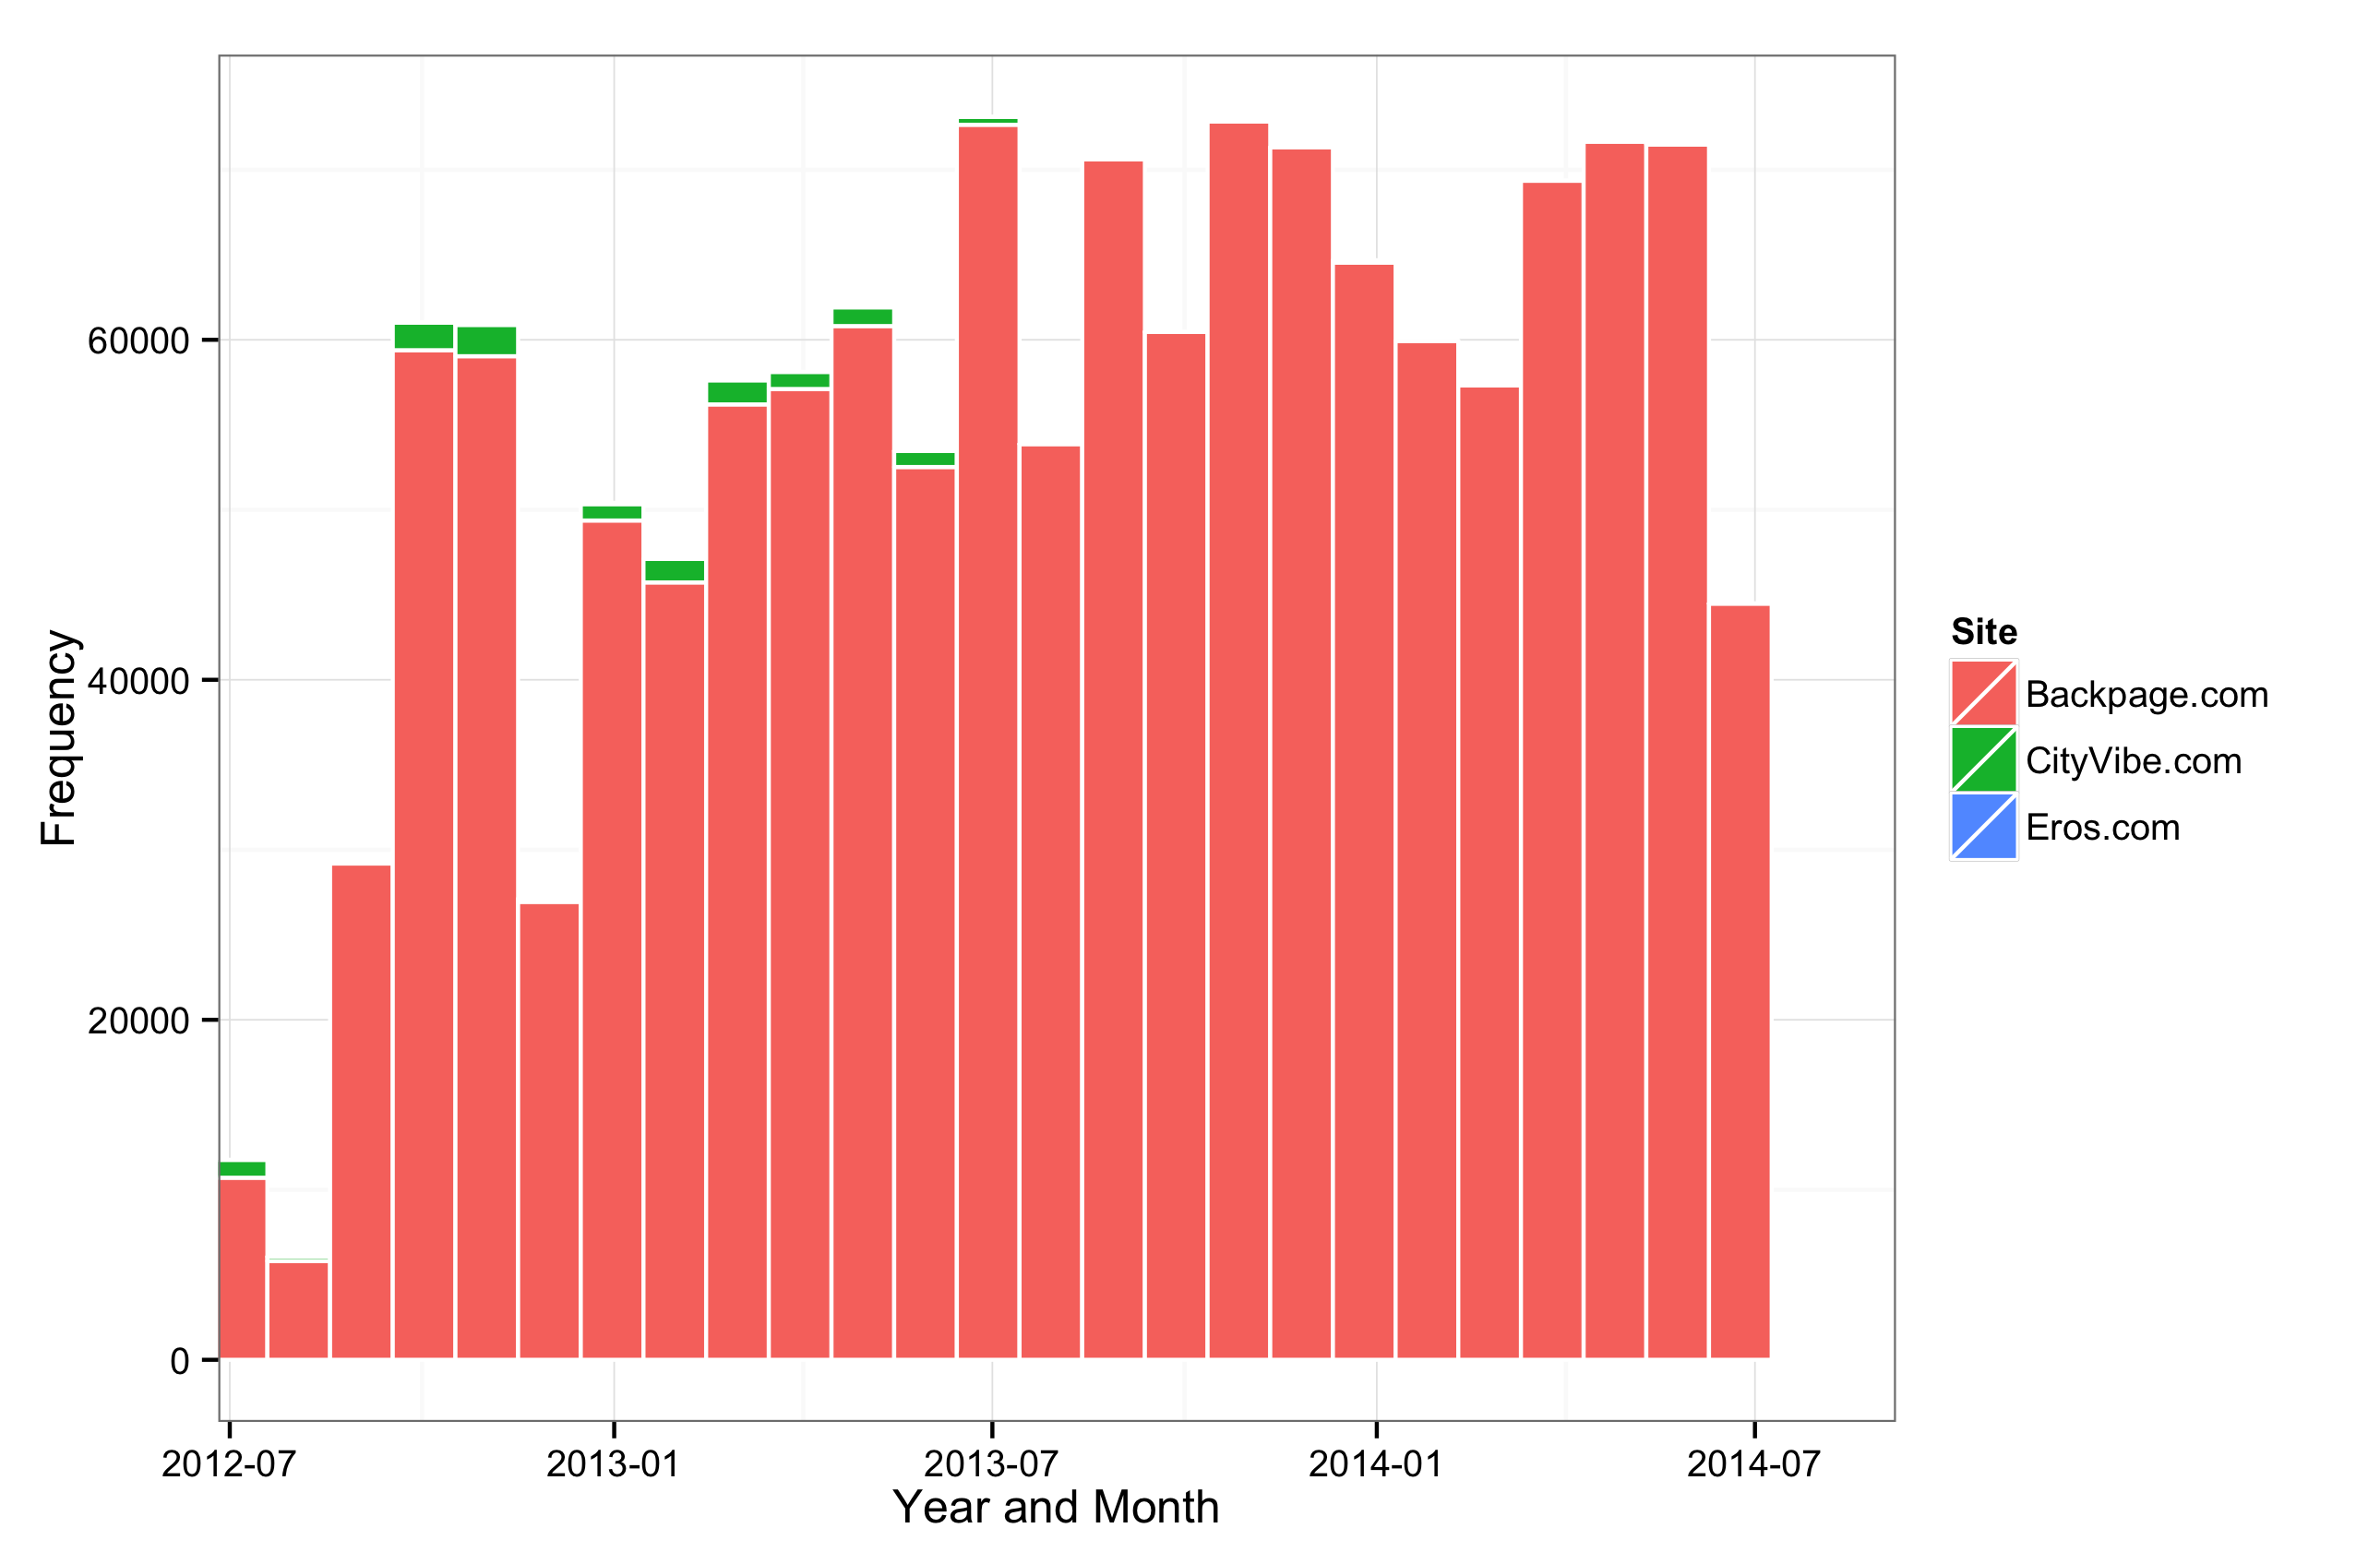 Frequency
60000
40000
20000
0
2012-07
2013-01
2013-07
2014-01
2014-07
Year and Month
Site
Backpage.com
CityVibe.com
Eros.com